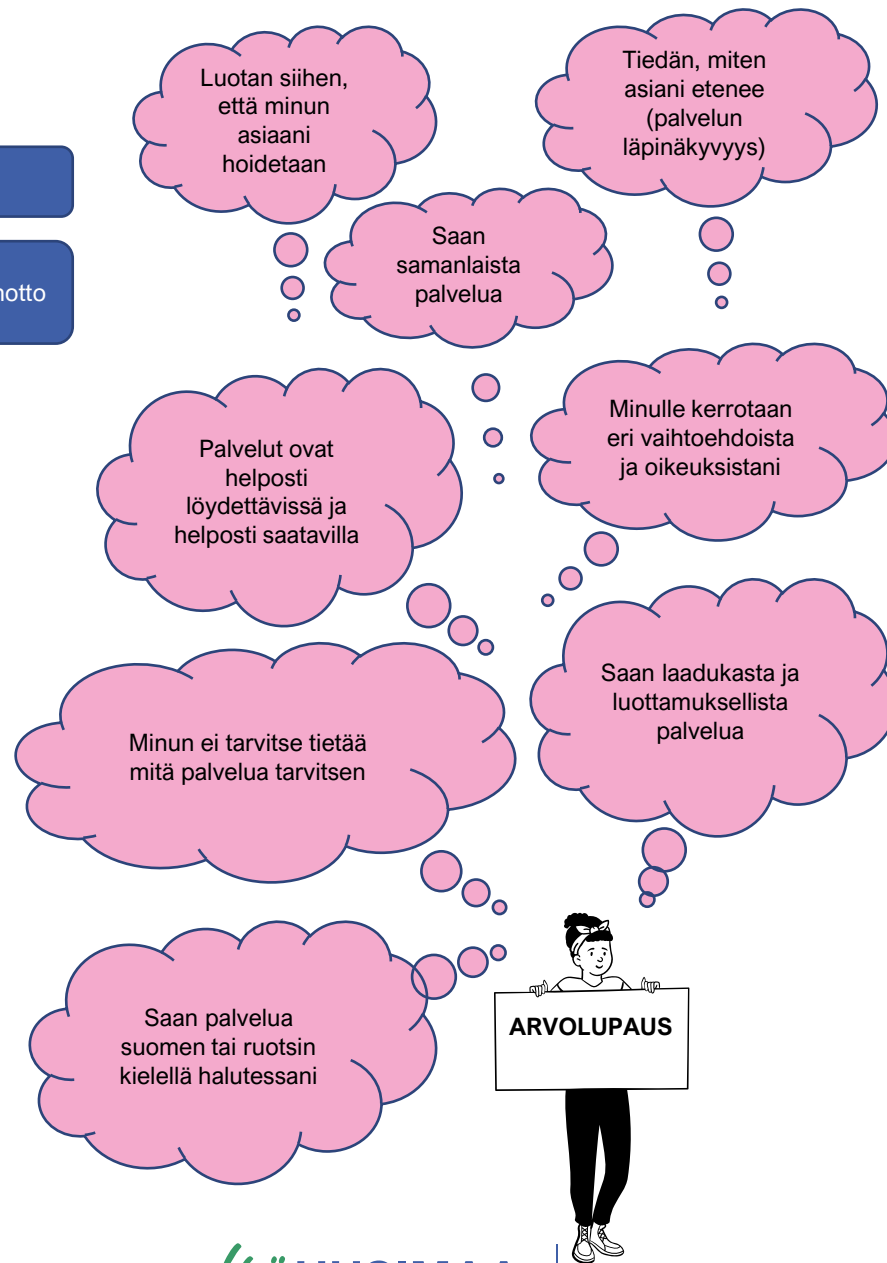 Luotan siihen,
että minun
asiaani
hoidetaan
Tiedän, miten
asiani etenee
(palvelun
läpinäkyvyys)
Saan
samanlaista
palvelua
Minulle kerrotaan
eri vaihtoehdoista
ja oikeuksistani
Palvelut ovat
helposti
löydettävissä ja
helposti saatavilla
Saan laadukasta ja
luottamuksellista
palvelua
Minun ei tarvitse tietää
mitä palvelua tarvitsen
Saan palvelua
suomen tai ruotsin
kielellä halutessani
ARVOLUPAUS